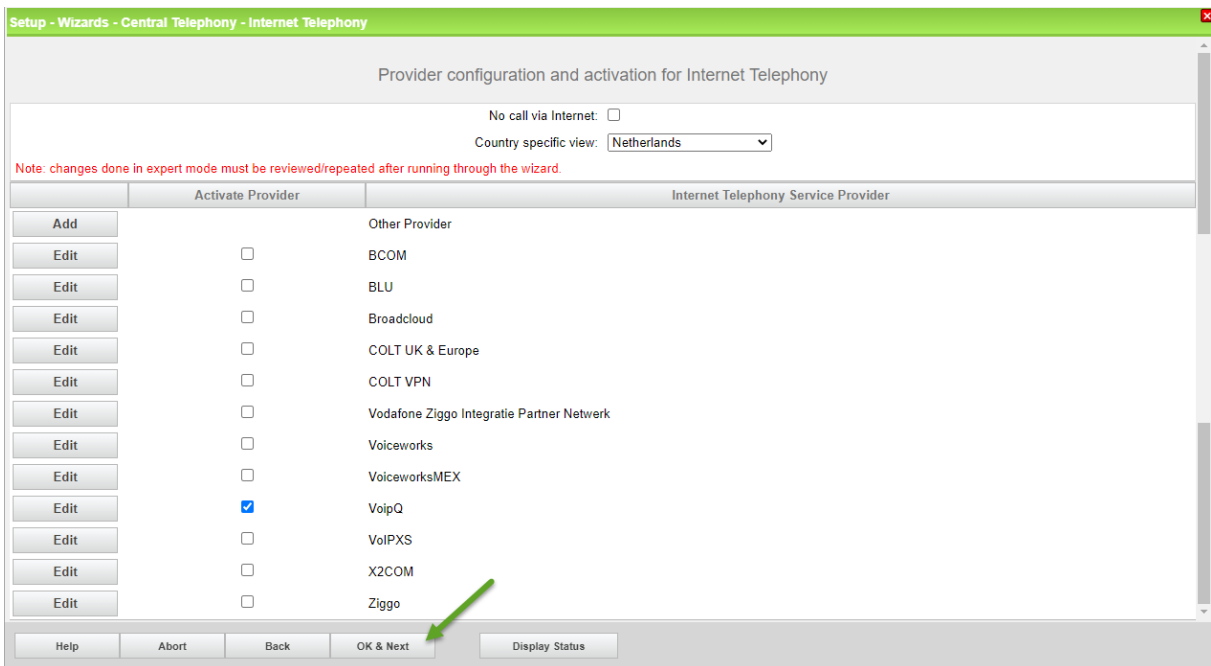 Setup - Wizards - Central Telephony - Internet Telephony
Provider configuration and activation for Internet Telephony
No call via Internet:
Country specific view: Netherlands
Note: changes done in expert mode must be reviewed/repeated after running through the wizard.
Activate Provider Internet Telephony Service Provider
Add Other Provider
Edit BCOM
Edit BLU
Edit Broadcloud
Edit COLT UK & Europe
Edit COLT VPN
Edit Vodafone Ziggo Integratie Partner Netwerk
Edit Voiceworks
Edit VoiceworksMEX
Edit VoipQ
Edit VoIPXS
Edit X2COM
Edit Ziggo
Help Abort Back OK & Next Display Status